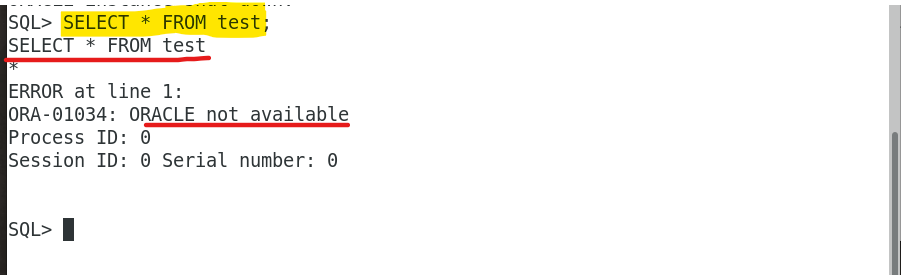 SQL> SELECT * FROM test;
SELECT * FROM test
*
ERROR at line 1:
ORA-01034: ORACLE not available
Process ID: 0
Session ID: 0 Serial number: 0
SQL>